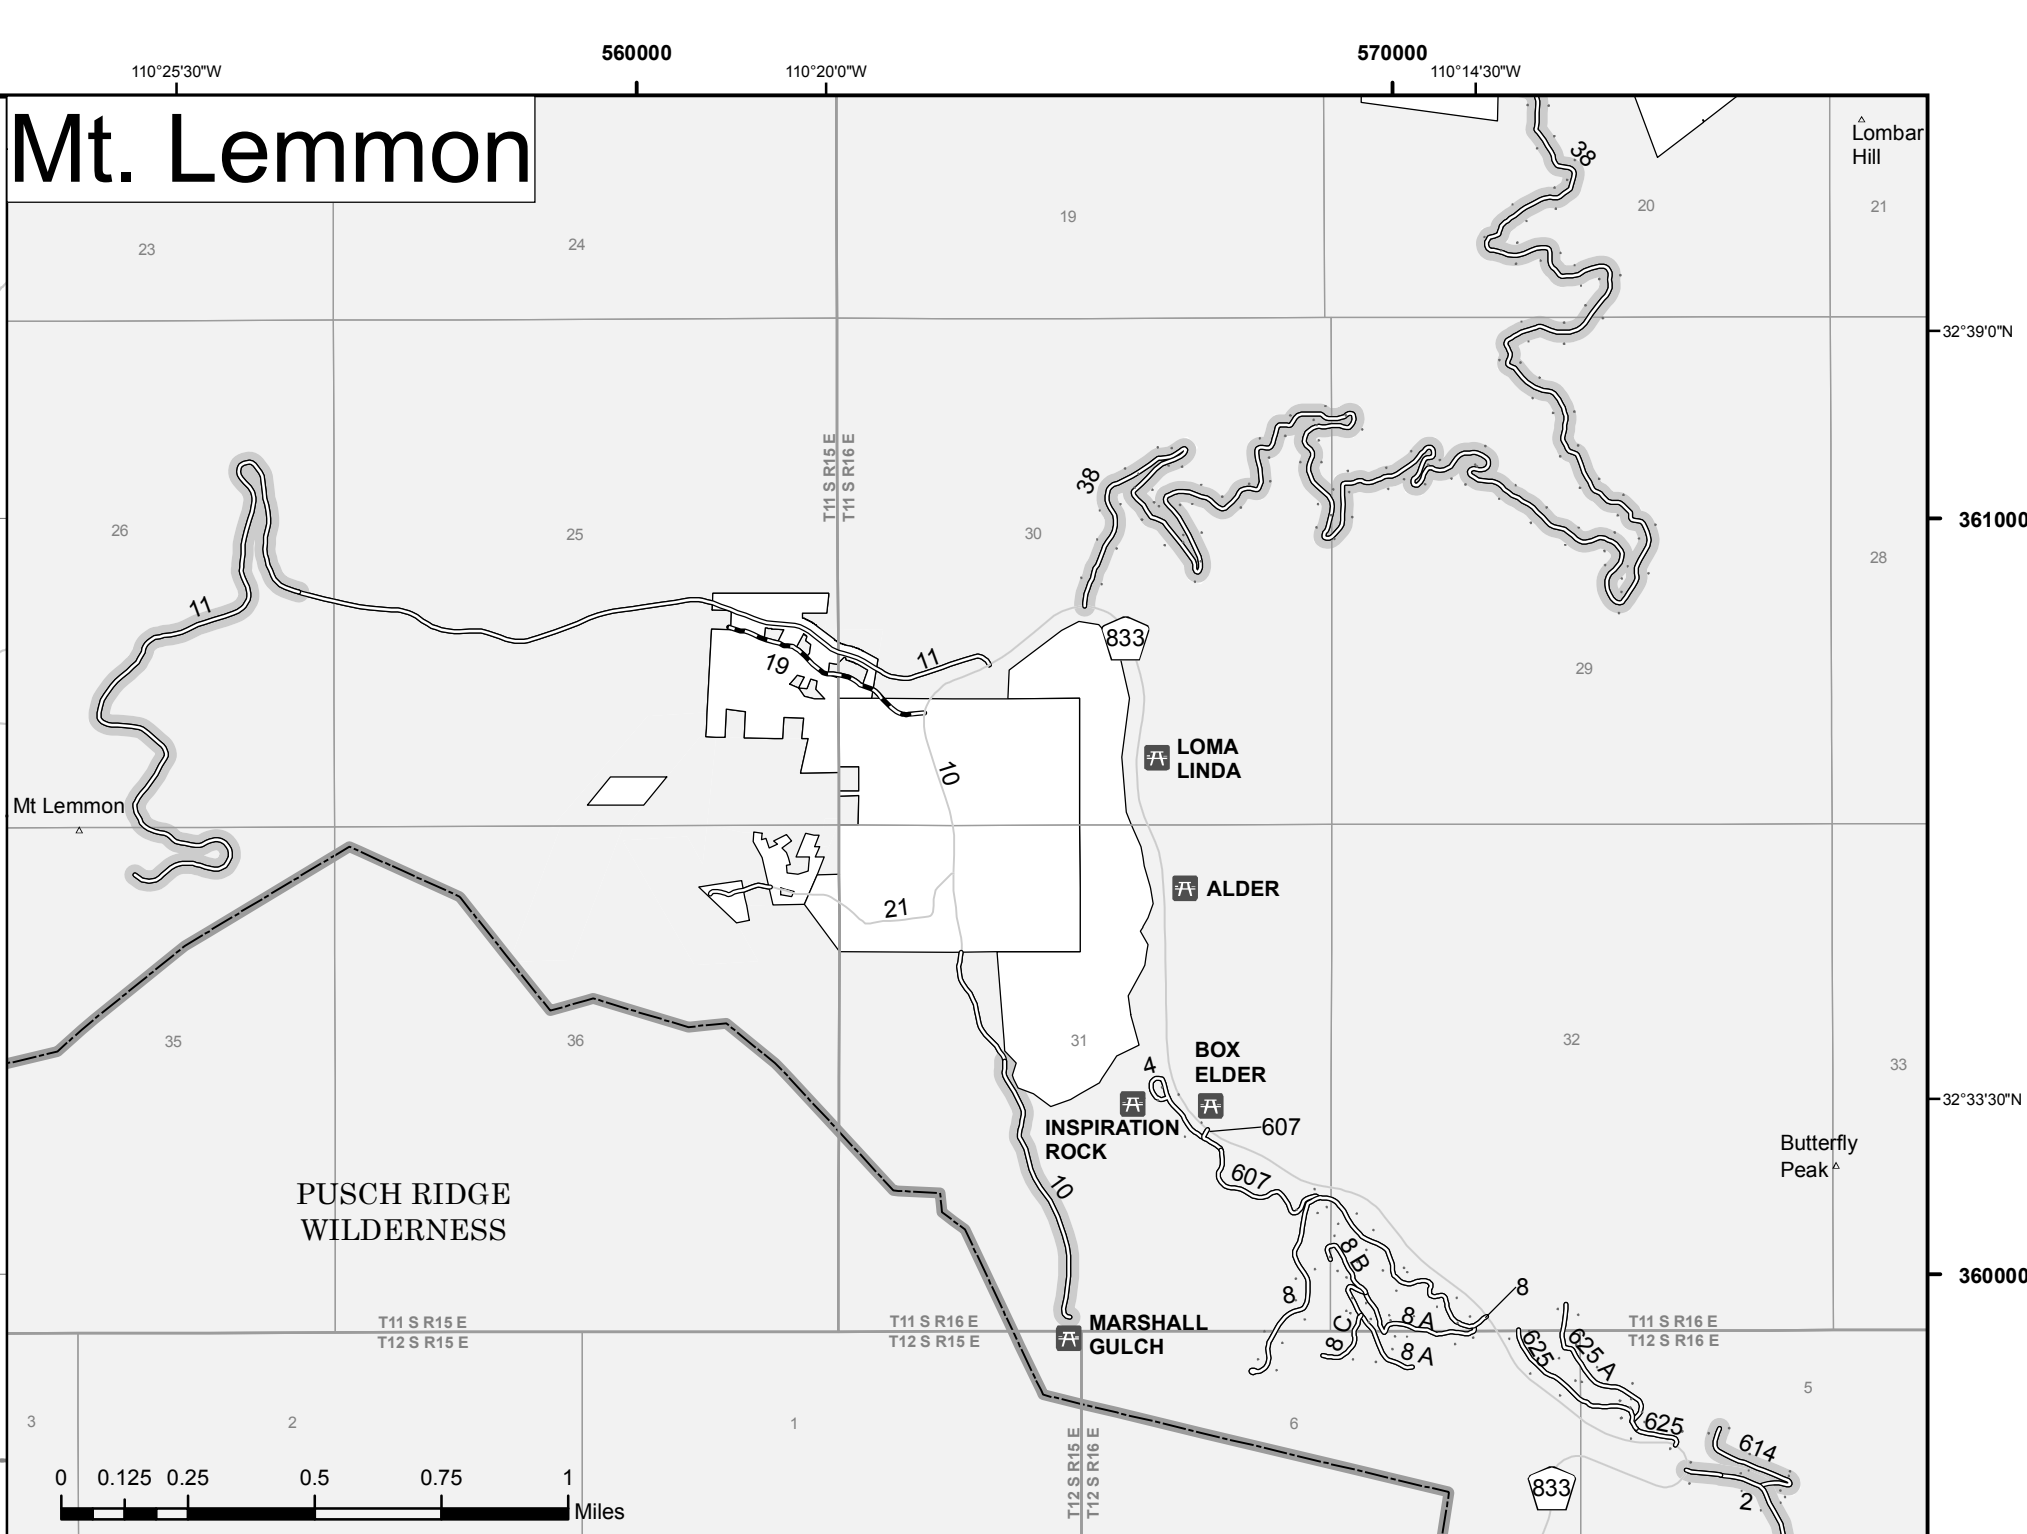 560000
570000
110°25'30"W
110°20'0"W
110°14'30"W
Mt. Lemmon
Lombar
Hill
38
23
24
19
20
21
32°39'0"N
T11 S R15 E
T11 S R16 E
38
26
25
30
361000
28
11
11
19
833
29
10
LOMA
LINDA
Mt Lemmon
21
ALDER
35
36
31
32
33
BOX
ELDER
4
32°33'30"N
INSPIRATION
ROCK
607
607
Butterfly
Peak
10
PUSCH RIDGE
WILDERNESS
8 B
360000
8
8
T11 S R15 E
T12 S R15 E
T11 S R16 E
T12 S R15 E
MARSHALL
GULCH
8 C
8 A
8 A
T11 S R16 E
T12 S R16 E
625
625 A
5
3
2
1
6
625
614
T12 S R15 E
T12 S R16 E
833
2
0 0.125 0.25 0.5 0.75 1
Miles